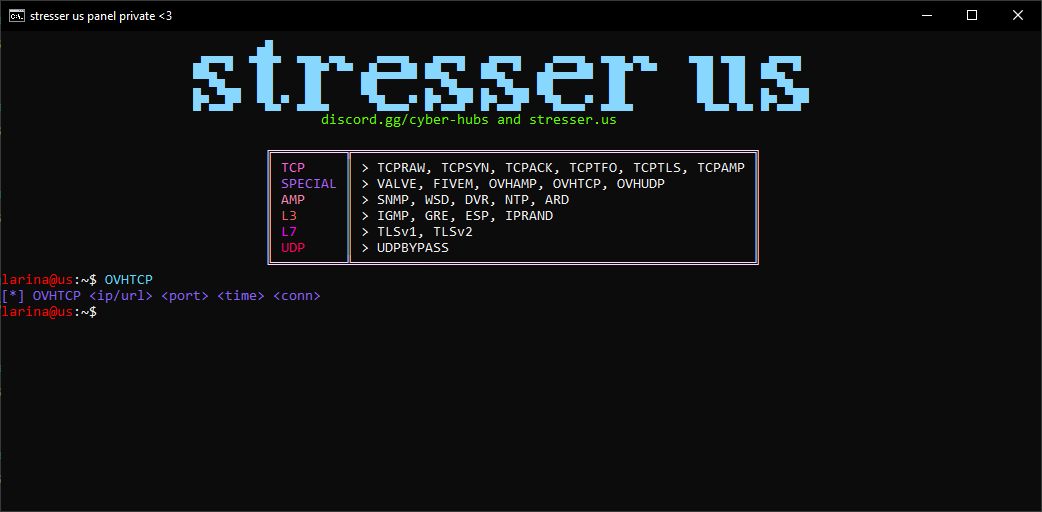 stresser us panel private <3
stresser us
discord.gg/cyber-hubs and stresser.us
TCP > TCPRAW, TCPSYN, TCPACK, TCPTFO, TCPTLS, TCPAMP
SPECIAL > VALVE, FIVEM, OVHAMP, OVHTCP, OVHUDP
AMP > SNMP, WSD, DVR, NTP, ARD
L3 > IGMP, GRE, ESP, IPRAND
L7 > TLSv1, TLSv2
UDP > UDPBYPASS
larina@us:~$ OVHTCP
[*] OVHTCP <ip/url> <port> <time> <conn>
larina@us:~$